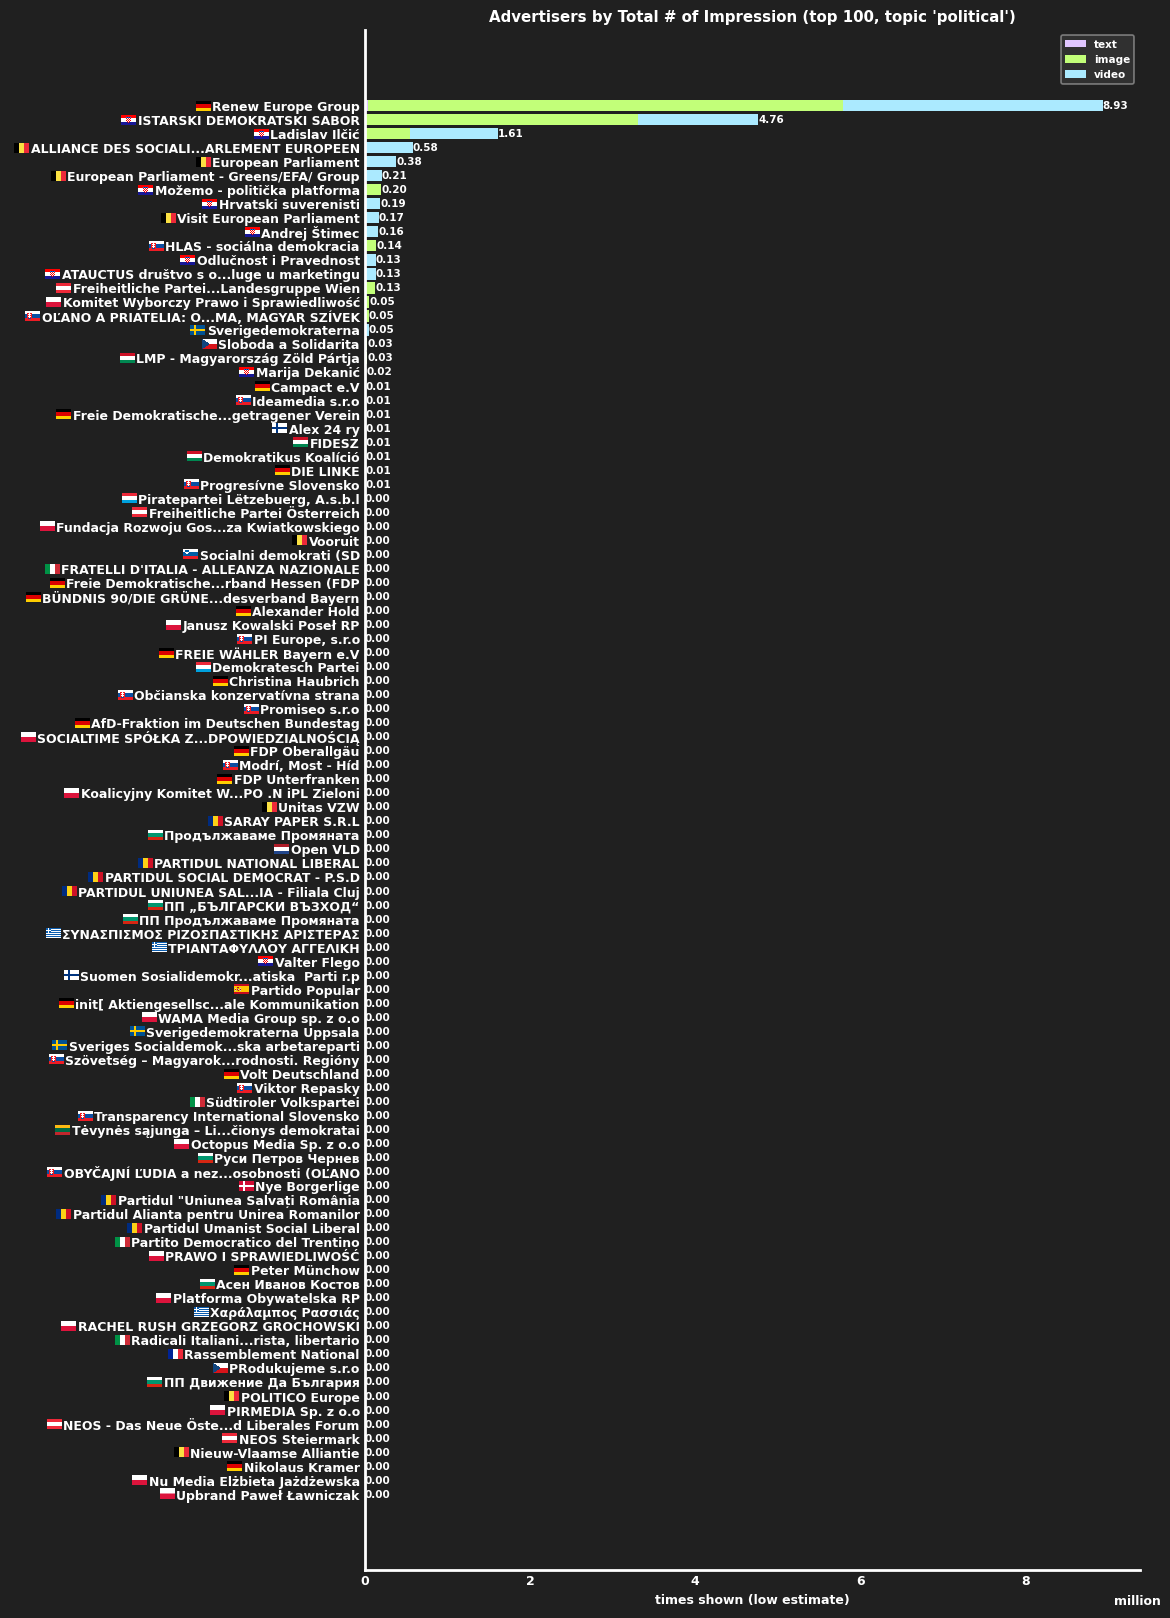 Advertisers by Total # of Impression (top 100, topic 'political')
text
image
video
Renew Europe Group 8.93
ISTARSKI DEMOKRATSKI SABOR 4.76
Ladislav Ilčić 1.61
ALLIANCE DES SOCIALI...ARLEMENT EUROPEEN 0.58
European Parliament 0.38
European Parliament - Greens/EFA/ Group 0.21
Možemo - politička platforma 0.20
Hrvatski suverenisti 0.19
Visit European Parliament 0.17
Andrej Štimec 0.16
HLAS - sociálna demokracia 0.14
Odlučnost i Pravednost 0.13
ATAUCTUS društvo s o...luge u marketingu 0.13
Freiheitliche Partei...Landesgruppe Wien 0.13
Komitet Wyborczy Prawo i Sprawiedliwość 0.05
OĽANO A PRIATELIA: O...MA, MAGYAR SZÍVEK 0.05
Sverigedemokraterna 0.05
Sloboda a Solidarita 0.03
LMP - Magyarország Zöld Pártja 0.03
Marija Dekanić 0.02
Campact e.V 0.01
Ideamedia s.r.o 0.01
Freie Demokratische...getragener Verein 0.01
Alex 24 ry 0.01
FIDESZ 0.01
Demokratikus Koalíció 0.01
DIE LINKE 0.01
Progresívne Slovensko 0.01
Piratepartei Lëtzebuerg, A.s.b.l 0.00
Freiheitliche Partei Österreich 0.00
Fundacja Rozwoju Gos...za Kwiatkowskiego 0.00
Vooruit 0.00
Socialni demokrati (SD 0.00
FRATELLI D'ITALIA - ALLEANZA NAZIONALE 0.00
Freie Demokratische...rband Hessen (FDP 0.00
BÜNDNIS 90/DIE GRÜNE...desverband Bayern 0.00
Alexander Hold 0.00
Janusz Kowalski Poseł RP 0.00
PI Europe, s.r.o 0.00
FREIE WÄHLER Bayern e.V 0.00
Demokratesch Partei 0.00
Christina Haubrich 0.00
Občianska konzervatívna strana 0.00
Promiseo s.r.o 0.00
AfD-Fraktion im Deutschen Bundestag 0.00
SOCIALTIME SPÓŁKA Z...DPOWIEDZIALNOŚCIĄ 0.00
FDP Oberallgäu 0.00
Modrí, Most - Híd 0.00
FDP Unterfranken 0.00
Koalicyjny Komitet W...PO .N iPL Zieloni 0.00
Unitas VZW 0.00
SARAY PAPER S.R.L 0.00
Продължаваме Промяната 0.00
Open VLD 0.00
PARTIDUL NATIONAL LIBERAL 0.00
PARTIDUL SOCIAL DEMOCRAT - P.S.D 0.00
PARTIDUL UNIUNEA SAL...IA - Filiala Cluj 0.00
ПП „БЪЛГАРСКИ ВЪЗХОД“ 0.00
ПП Продължаваме Промяната 0.00
ΣΥΝΑΣΠΙΣΜΟΣ ΡΙΖΟΣΠΑΣΤΙΚΗΣ ΑΡΙΣΤΕΡΑΣ 0.00
ΤΡΙΑΝΤΑΦΥΛΛΟΥ ΑΓΓΕΛΙΚΗ 0.00
Valter Flego 0.00
Suomen Sosialidemokr...atiska  Parti r.p 0.00
Partido Popular 0.00
init[ Aktiengesellsc...ale Kommunikation 0.00
WAMA Media Group sp. z o.o 0.00
Sverigedemokraterna Uppsala 0.00
Sveriges Socialdemok...ska arbetareparti 0.00
Szövetség – Magyarok...rodnosti. Regióny 0.00
Volt Deutschland 0.00
Viktor Repasky 0.00
Südtiroler Volkspartei 0.00
Transparency International Slovensko 0.00
Tėvynės sąjunga – Li...čionys demokratai 0.00
Octopus Media Sp. z o.o 0.00
Руси Петров Чернев 0.00
OBYČAJNÍ ĽUDIA a nez...osobnosti (OĽANO 0.00
Nye Borgerlige 0.00
Partidul "Uniunea Salvați România 0.00
Partidul Alianta pentru Unirea Romanilor 0.00
Partidul Umanist Social Liberal 0.00
Partito Democratico del Trentino 0.00
PRAWO I SPRAWIEDLIWOŚĆ 0.00
Peter Münchow 0.00
Асен Иванов Костов 0.00
Platforma Obywatelska RP 0.00
Χαράλαμπος Ρασσιάς 0.00
RACHEL RUSH GRZEGORZ GROCHOWSKI 0.00
Radicali Italiani...rista, libertario 0.00
Rassemblement National 0.00
PRodukujeme s.r.o 0.00
ПП Движение Да България 0.00
POLITICO Europe 0.00
PIRMEDIA Sp. z o.o 0.00
NEOS - Das Neue Öste...d Liberales Forum 0.00
NEOS Steiermark 0.00
Nieuw-Vlaamse Alliantie 0.00
Nikolaus Kramer 0.00
Nu Media Elżbieta Jażdżewska 0.00
Upbrand Paweł Ławniczak 0.00
0 2 4 6 8
times shown (low estimate)
million